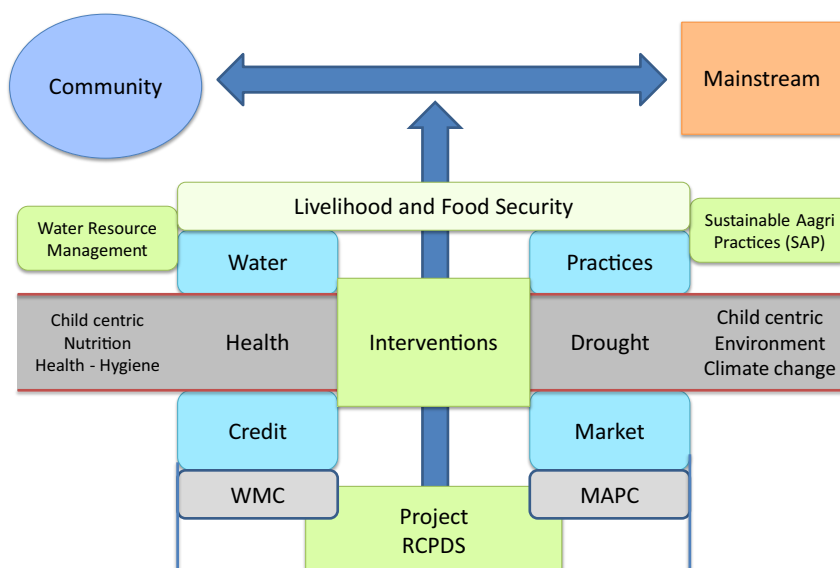 Community
Mainstream
Livelihood and Food Security
Water Resource
Management
Sustainable Aagri
Practices (SAP)
Water
Practices
Child centric
Nutrition
Health - Hygiene
Health
Interventions
Drought
Child centric
Environment
Climate change
Credit
Market
WMC
MAPC
Project
RCPDS